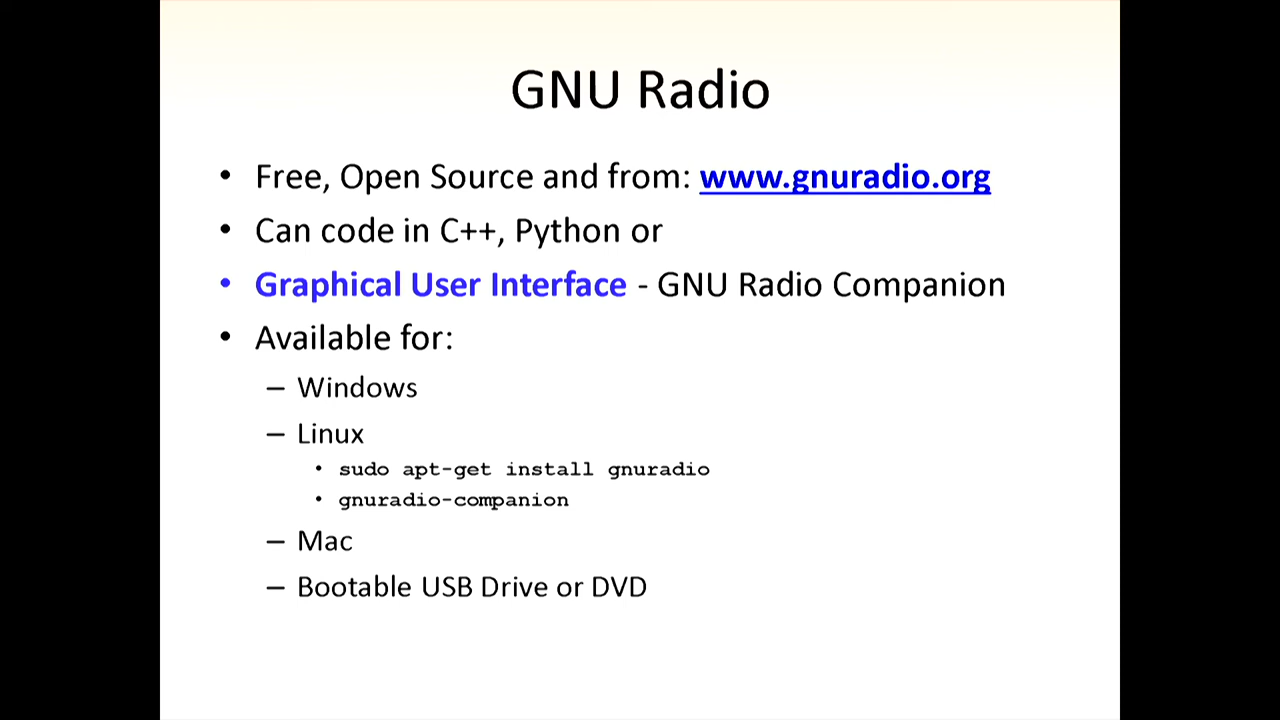 GNU Radio
• Free, Open Source and from: www.gnuradio.org
• Can code in C++, Python or
• Graphical User Interface - GNU Radio Companion
• Available for:
– Windows
– Linux
• sudo apt-get install gnuradio
• gnuradio-companion
– Mac
– Bootable USB Drive or DVD